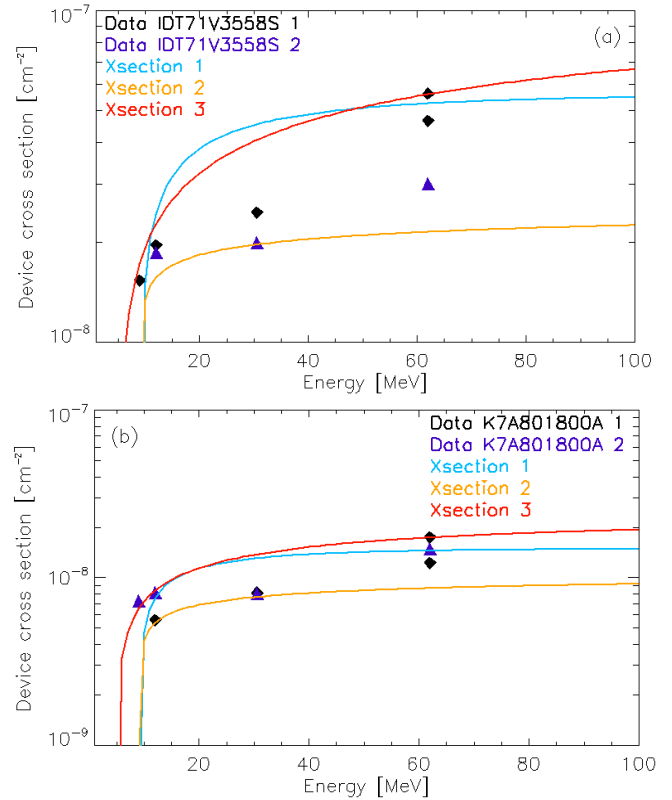 10⁻⁷
Data IDT71V3558S 1
(a)
Data IDT71V3558S 2
Xsection 1
Xsection 2
Xsection 3
Device cross section [cm⁻²]
10⁻⁸
20 40 60 80 100
Energy [MeV]
10⁻⁷
(b)
Data K7A801800A 1
Data K7A801800A 2
Xsection 1
Xsection 2
Xsection 3
Device cross section [cm⁻²]
10⁻⁸
10⁻⁹
20 40 60 80 100
Energy [MeV]